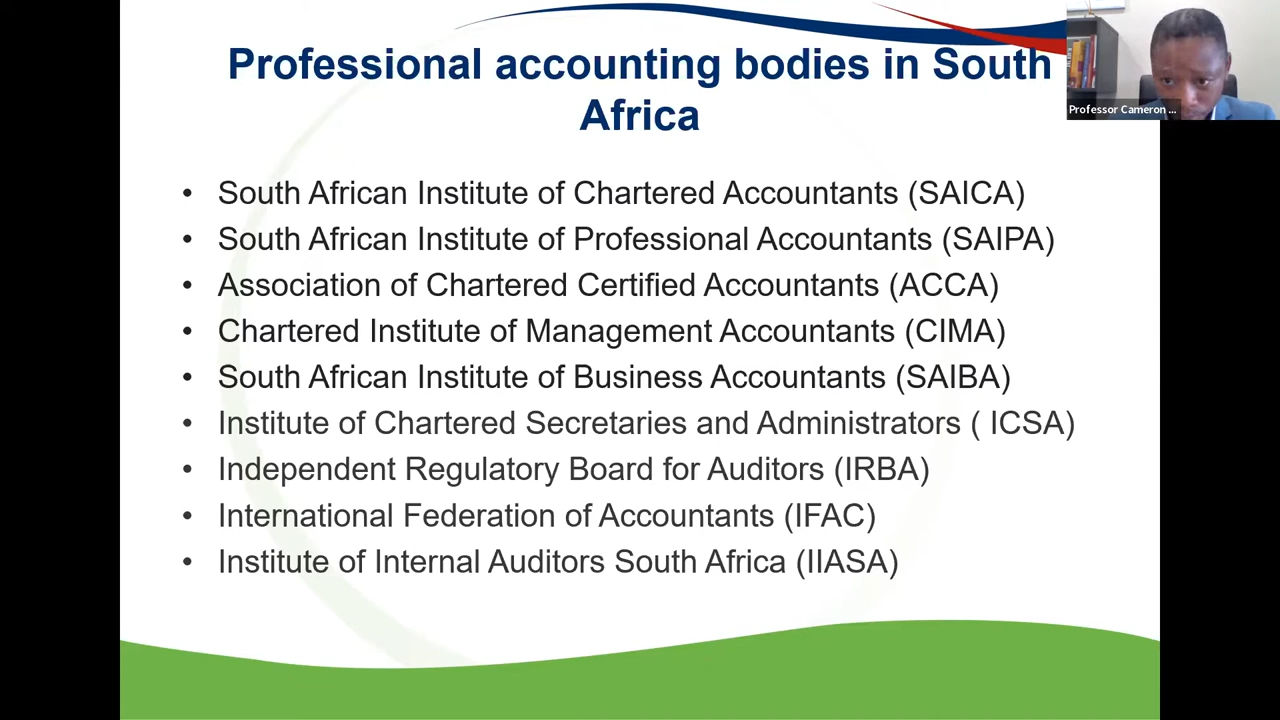 Professional accounting bodies in South
Africa
Professor Cameron ...
• South African Institute of Chartered Accountants (SAICA)
• South African Institute of Professional Accountants (SAIPA)
• Association of Chartered Certified Accountants (ACCA)
• Chartered Institute of Management Accountants (CIMA)
• South African Institute of Business Accountants (SAIBA)
• Institute of Chartered Secretaries and Administrators ( ICSA)
• Independent Regulatory Board for Auditors (IRBA)
• International Federation of Accountants (IFAC)
• Institute of Internal Auditors South Africa (IIASA)